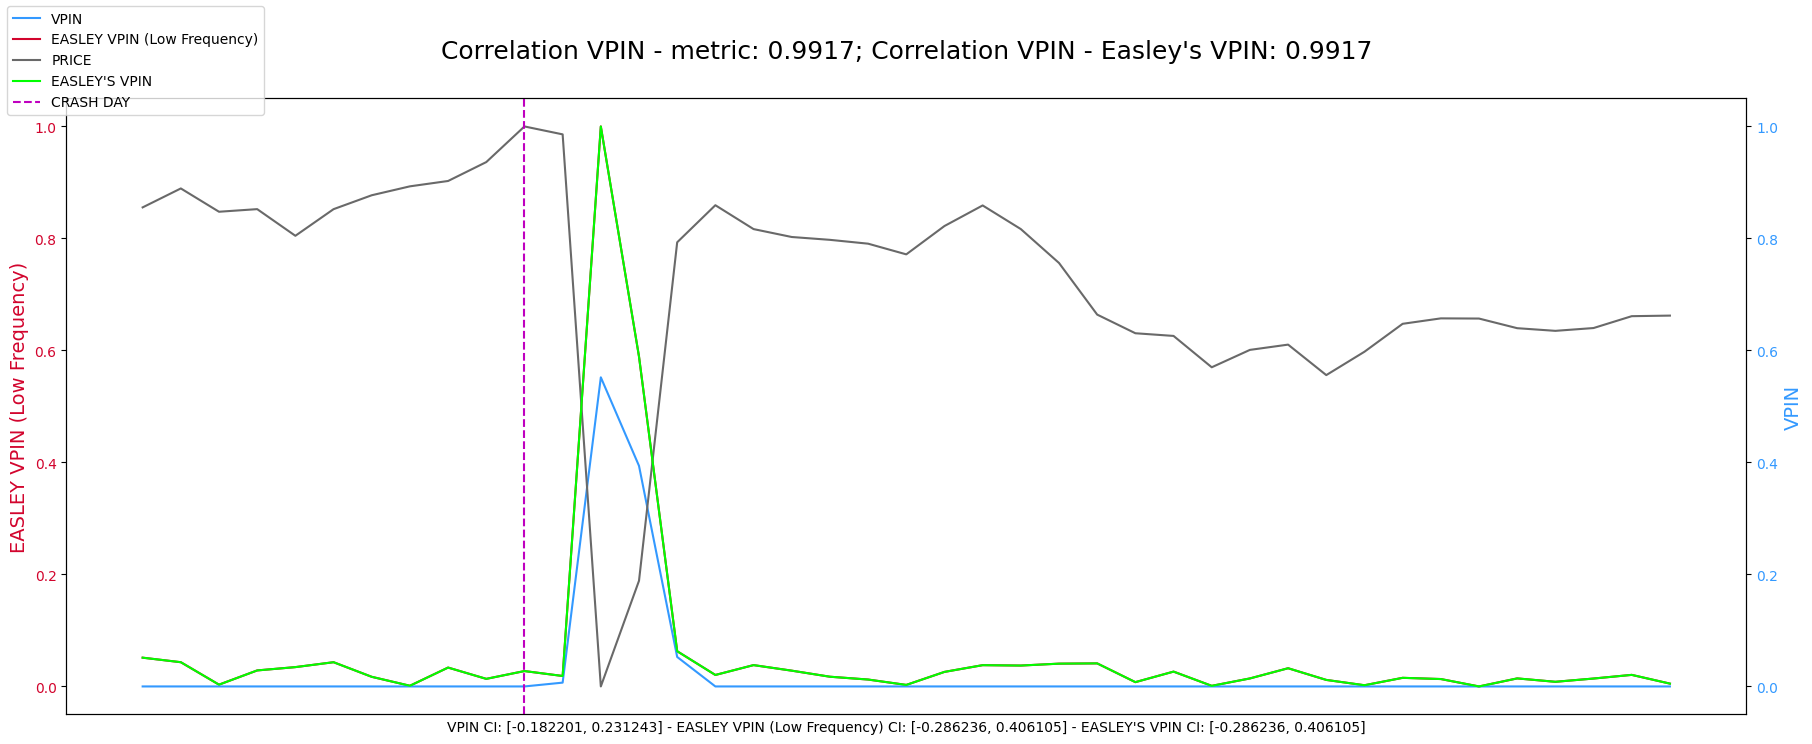 VPIN
EASLEY VPIN (Low Frequency)
PRICE
EASLEY'S VPIN
CRASH DAY
Correlation VPIN - metric: 0.9917; Correlation VPIN - Easley's VPIN: 0.9917
EASLEY VPIN (Low Frequency)
1.0
0.8
0.6
0.4
0.2
0.0
1.0
0.8
0.6
0.4
0.2
0.0
VPIN
VPIN CI: [-0.182201, 0.231243] - EASLEY VPIN (Low Frequency) CI: [-0.286236, 0.406105] - EASLEY'S VPIN CI: [-0.286236, 0.406105]